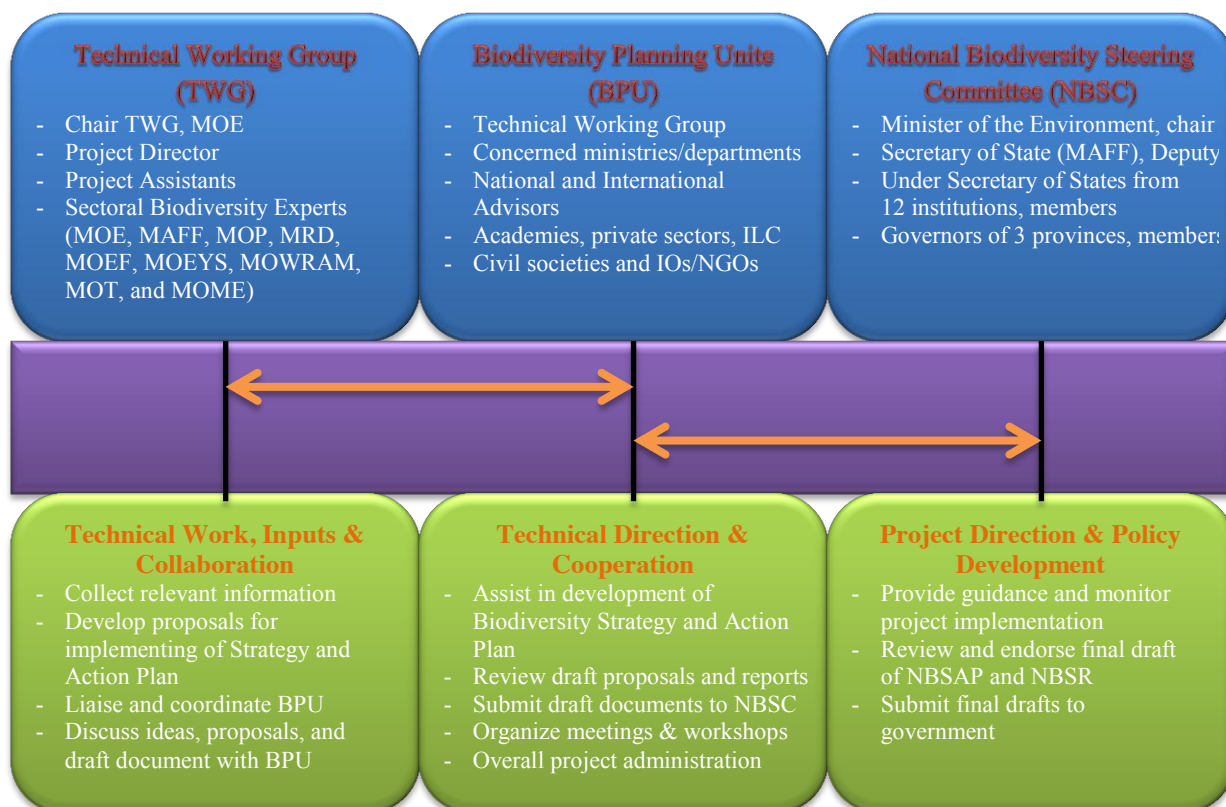 Technical Working Group
(TWG)
- Chair TWG, MOE
- Project Director
- Project Assistants
- Sectoral Biodiversity Experts
(MOE, MAFF, MOP, MRD,
MOEF, MOEYS, MOWRAM,
MOT, and MOME)
Biodiversity Planning Unite
(BPU)
- Technical Working Group
- Concerned ministries/departments
- National and International
Advisors
- Academies, private sectors, ILC
- Civil societies and IOs/NGOs
National Biodiversity Steering
Committee (NBSC)
- Minister of the Environment, chair
- Secretary of State (MAFF), Deputy
- Under Secretary of States from
12 institutions, members
- Governors of 3 provinces, members
Technical Work, Inputs &
Collaboration
- Collect relevant information
- Develop proposals for
implementing of Strategy and
Action Plan
- Liaise and coordinate BPU
- Discuss ideas, proposals, and
draft document with BPU
Technical Direction &
Cooperation
- Assist in development of
Biodiversity Strategy and Action
Plan
- Review draft proposals and reports
- Submit draft documents to NBSC
- Organize meetings & workshops
- Overall project administration
Project Direction & Policy
Development
- Provide guidance and monitor
project implementation
- Review and endorse final draft
of NBSAP and NBSR
- Submit final drafts to
government